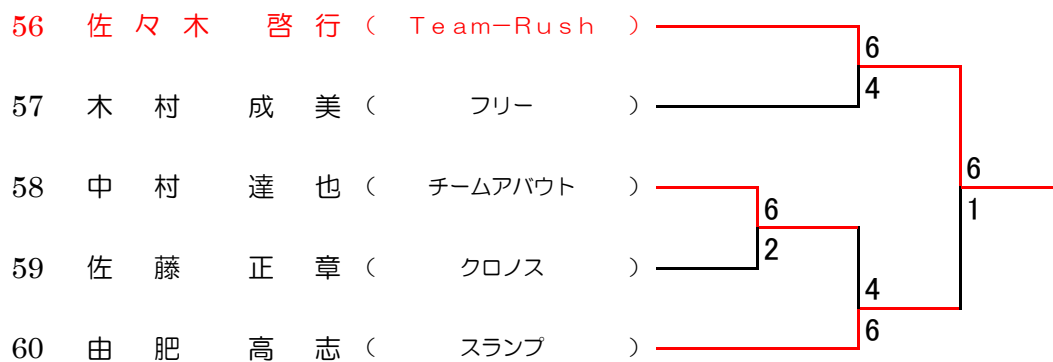 56 佐々木 啓行 ( Team-Rush )
6
4
57 木村 成美 ( フリー )
58 中村 達也 ( チームアバウト )
6
1
6
2
59 佐藤 正章 ( クロノス )
4
6
60 由肥 高志 ( スランプ )